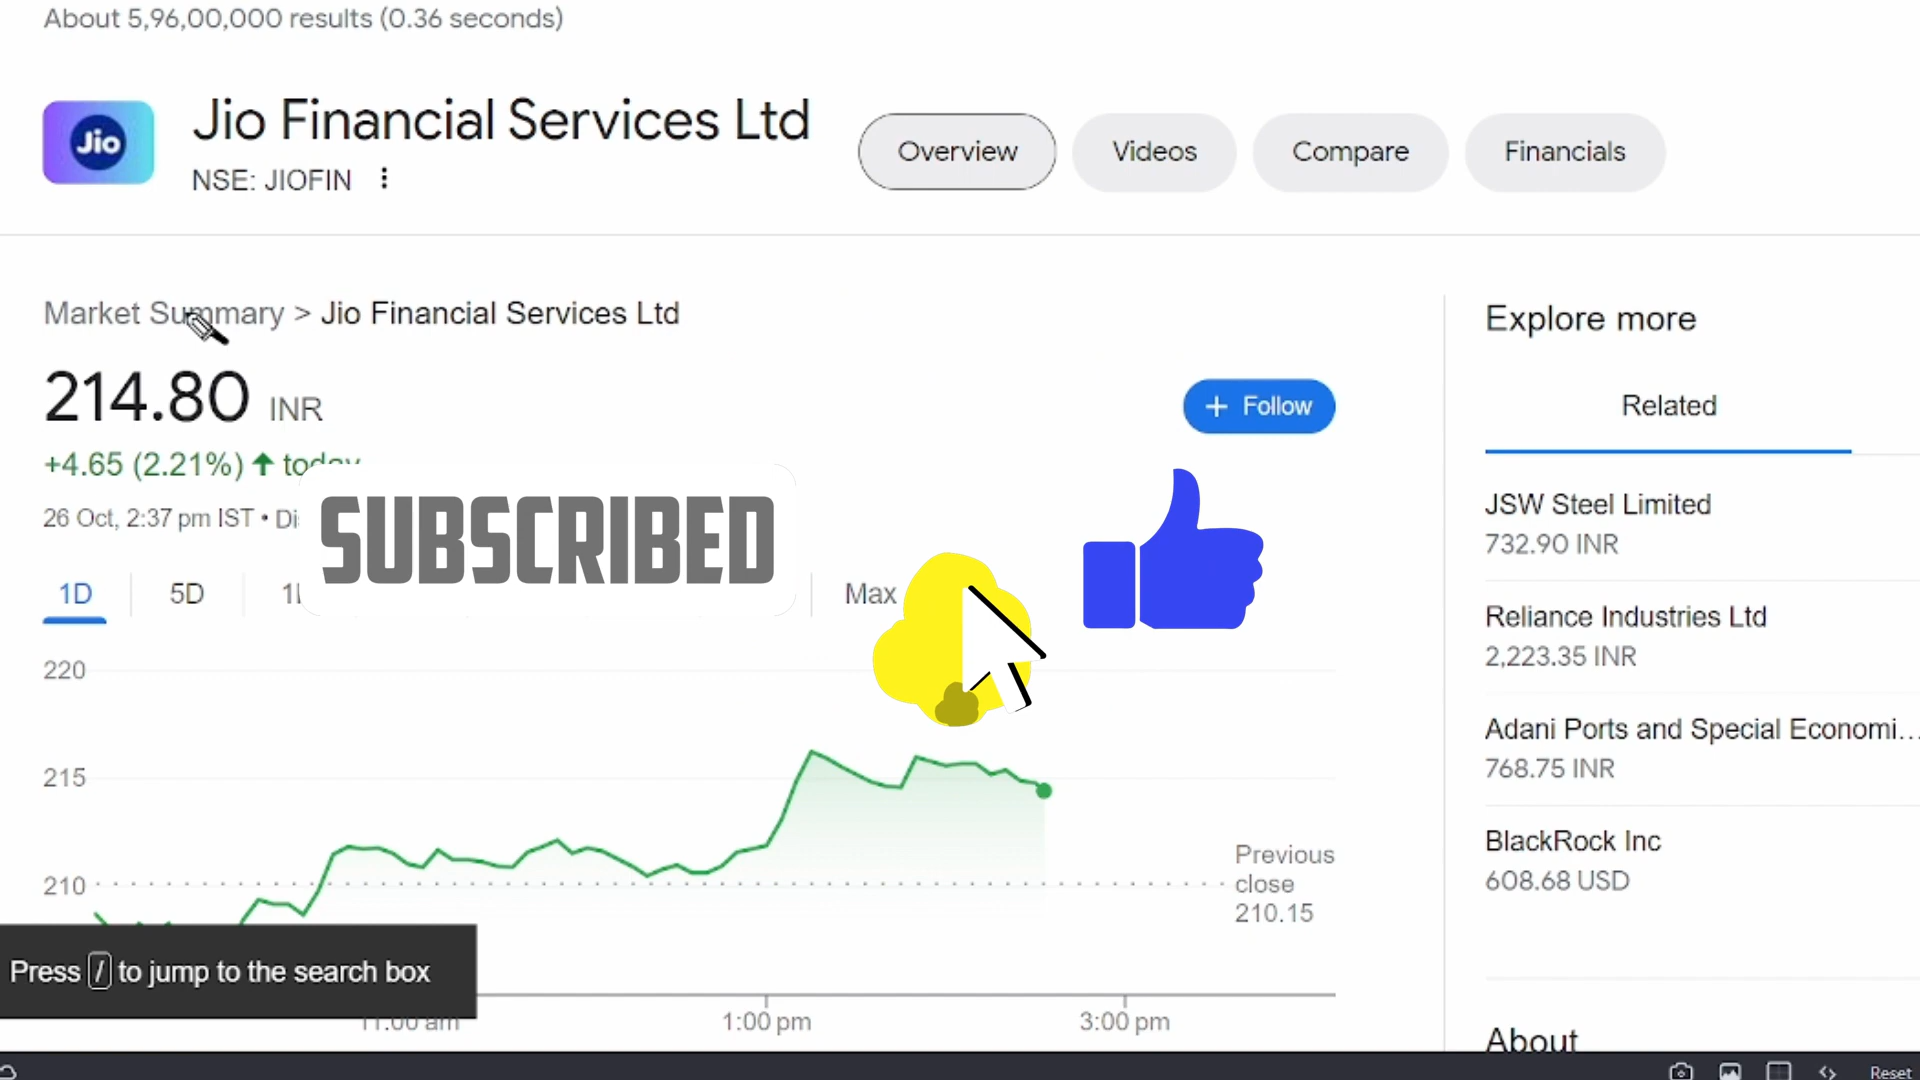 About 5,96,00,000 results (0.36 seconds)
Jio
Jio Financial Services Ltd
NSE: JIOFIN
Overview
Videos
Compare
Financials
Market Summary > Jio Financial Services Ltd
214.80 INR
+ Follow
+4.65 (2.21%) ↑ today
26 Oct, 2:37 pm IST •
SUBSCRIBED
1D
5D
Max
220
215
210
Previous
close
210.15
11:00 am
1:00 pm
3:00 pm
Press / to jump to the search box
Explore more
Related
JSW Steel Limited
732.90 INR
Reliance Industries Ltd
2,223.35 INR
Adani Ports and Special Economi...
768.75 INR
BlackRock Inc
608.68 USD
About
Reset